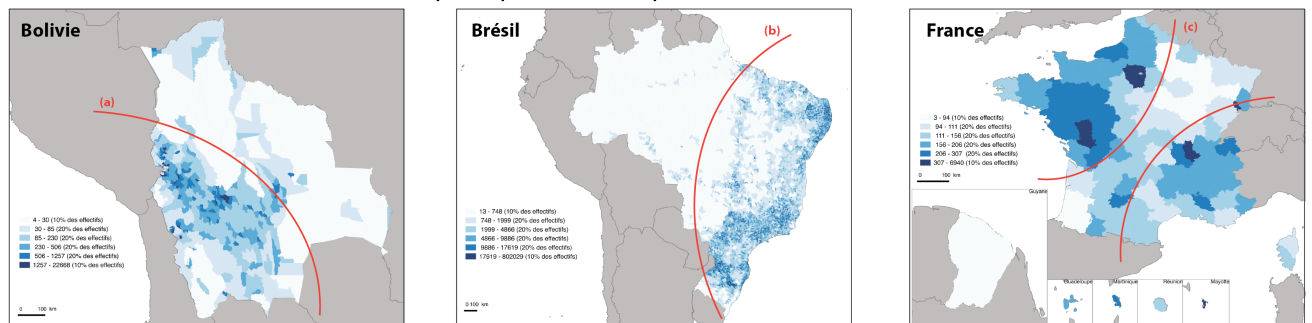 Bolivie
(a)
4 - 30 (10% des effectifs)
30 - 85 (20% des effectifs)
85 - 230 (20% des effectifs)
230 - 506 (20% des effectifs)
506 - 1257 (20% des effectifs)
1257 - 22668 (10% des effectifs)
0 100 km
Brésil
(b)
13 - 748 (10% des effectifs)
748 - 1999 (20% des effectifs)
1999 - 4866 (20% des effectifs)
4866 - 9886 (20% des effectifs)
9886 - 17619 (20% des effectifs)
17619 - 802029 (10% des effectifs)
0 100 km
France
(c)
3 - 94 (10% des effectifs)
94 - 111 (20% des effectifs)
111 - 156 (20% des effectifs)
156 - 206 (20% des effectifs)
206 - 307 (20% des effectifs)
307 - 6940 (10% des effectifs)
0 100 km
Guyane
Guadeloupe
Martinique
Réunion
Mayotte